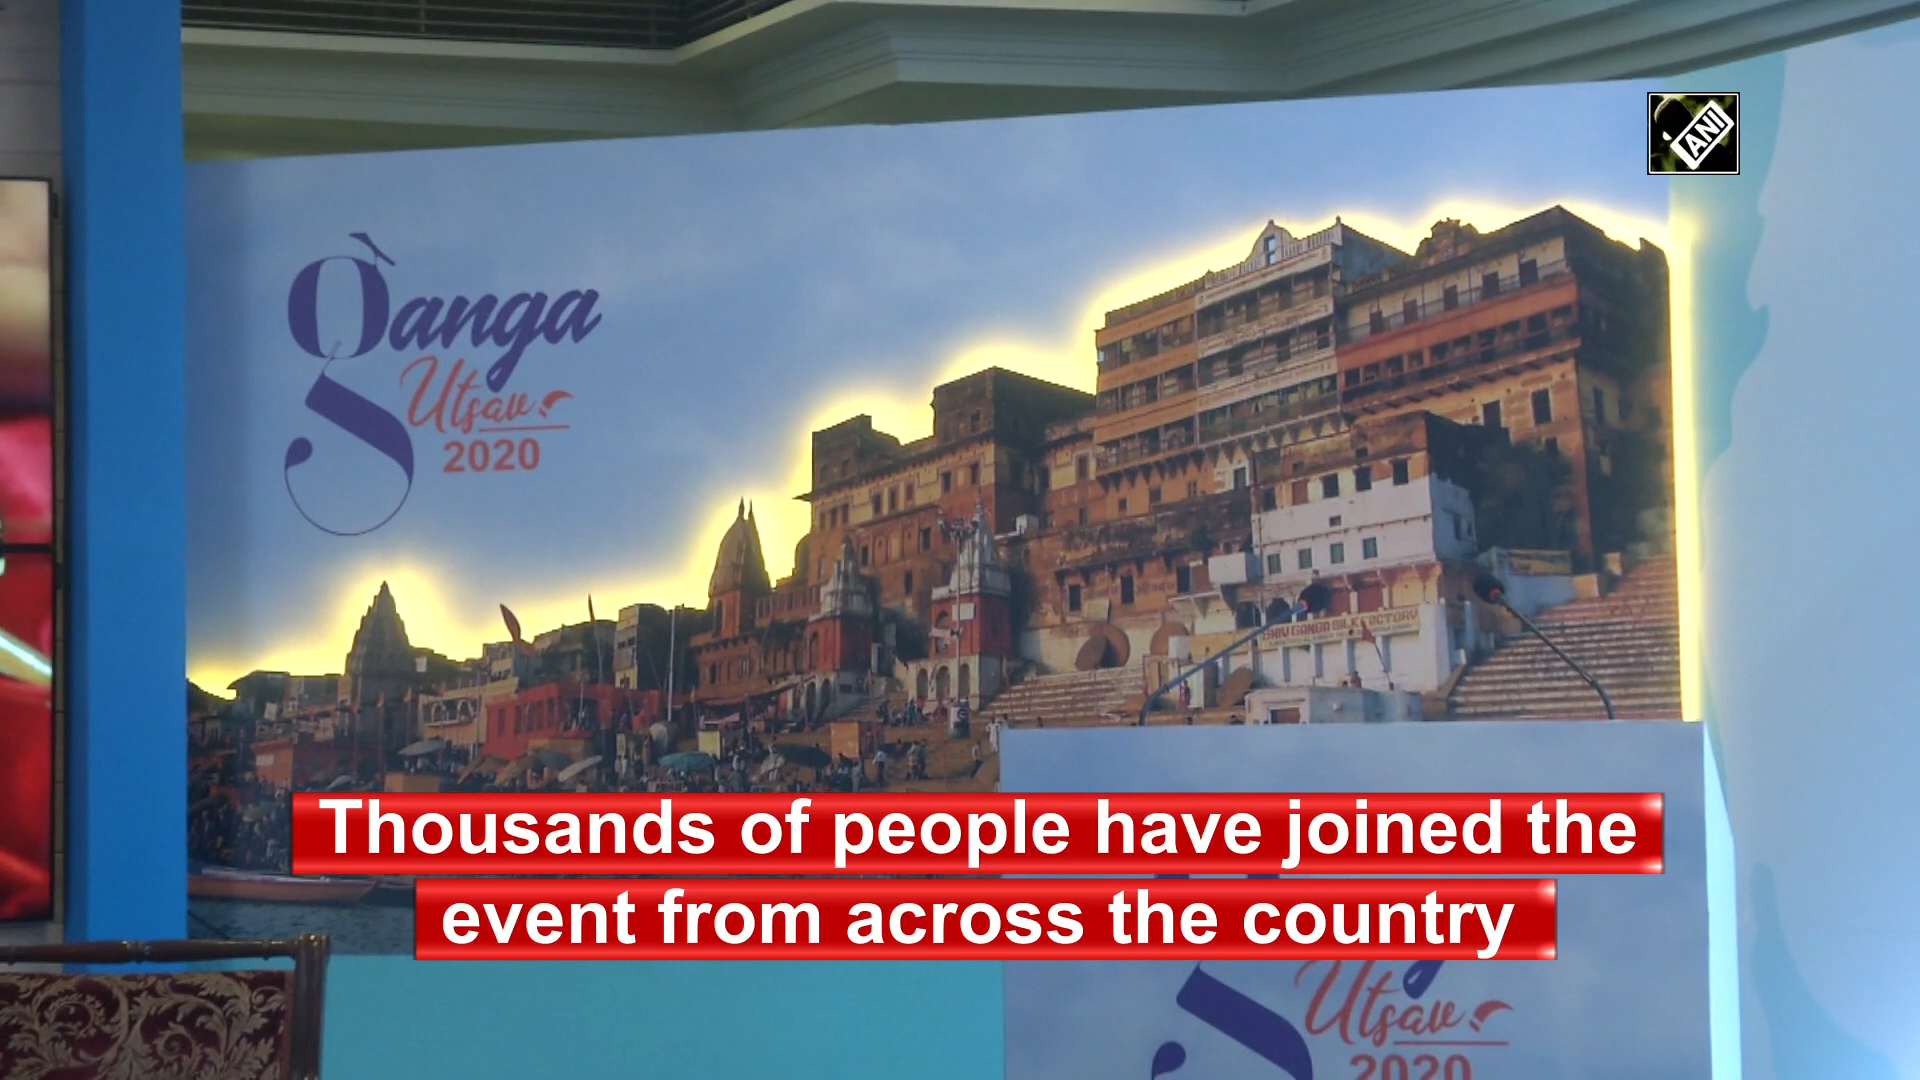 ANI
Ganga
Utsav
2020
SHIV GANGA SILK FACTORY
Thousands of people have joined the
event from across the country
Utsav
2020